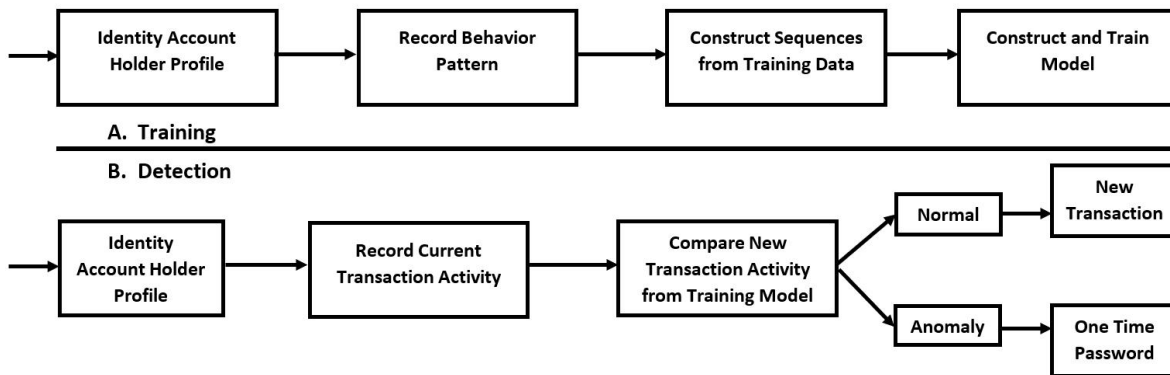 Identity Account
Holder Profile
Record Behavior
Pattern
Construct Sequences
from Training Data
Construct and Train
Model
A. Training
B. Detection
Identity
Account Holder
Profile
Record Current
Transaction Activity
Compare New
Transaction Activity
from Training Model
Normal
New
Transaction
Anomaly
One Time
Password